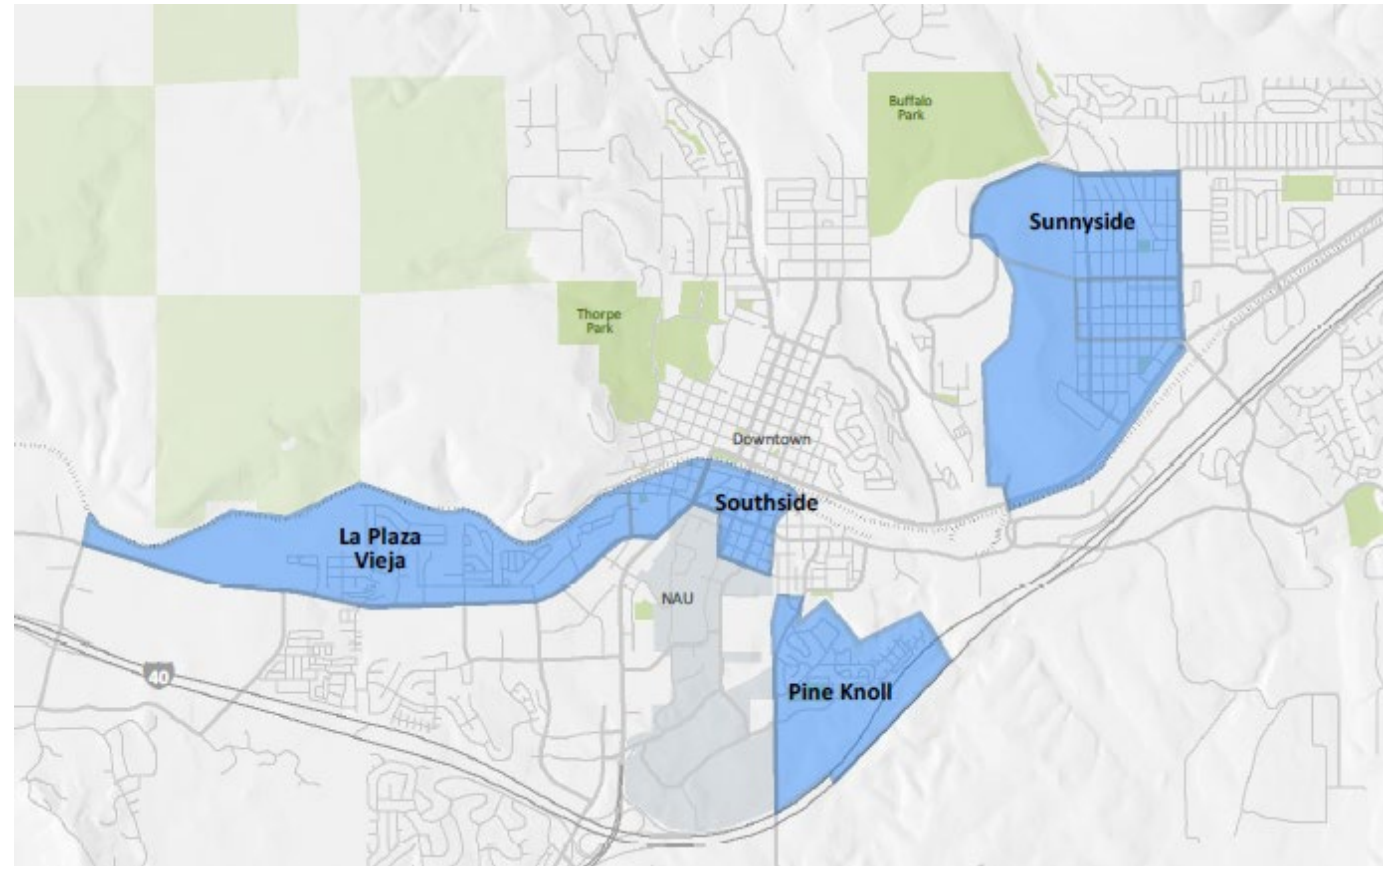 Buffalo
Park
Sunnyside
Thorpe
Park
Downtown
Southside
La Plaza
Vieja
NAU
40
Pine Knoll